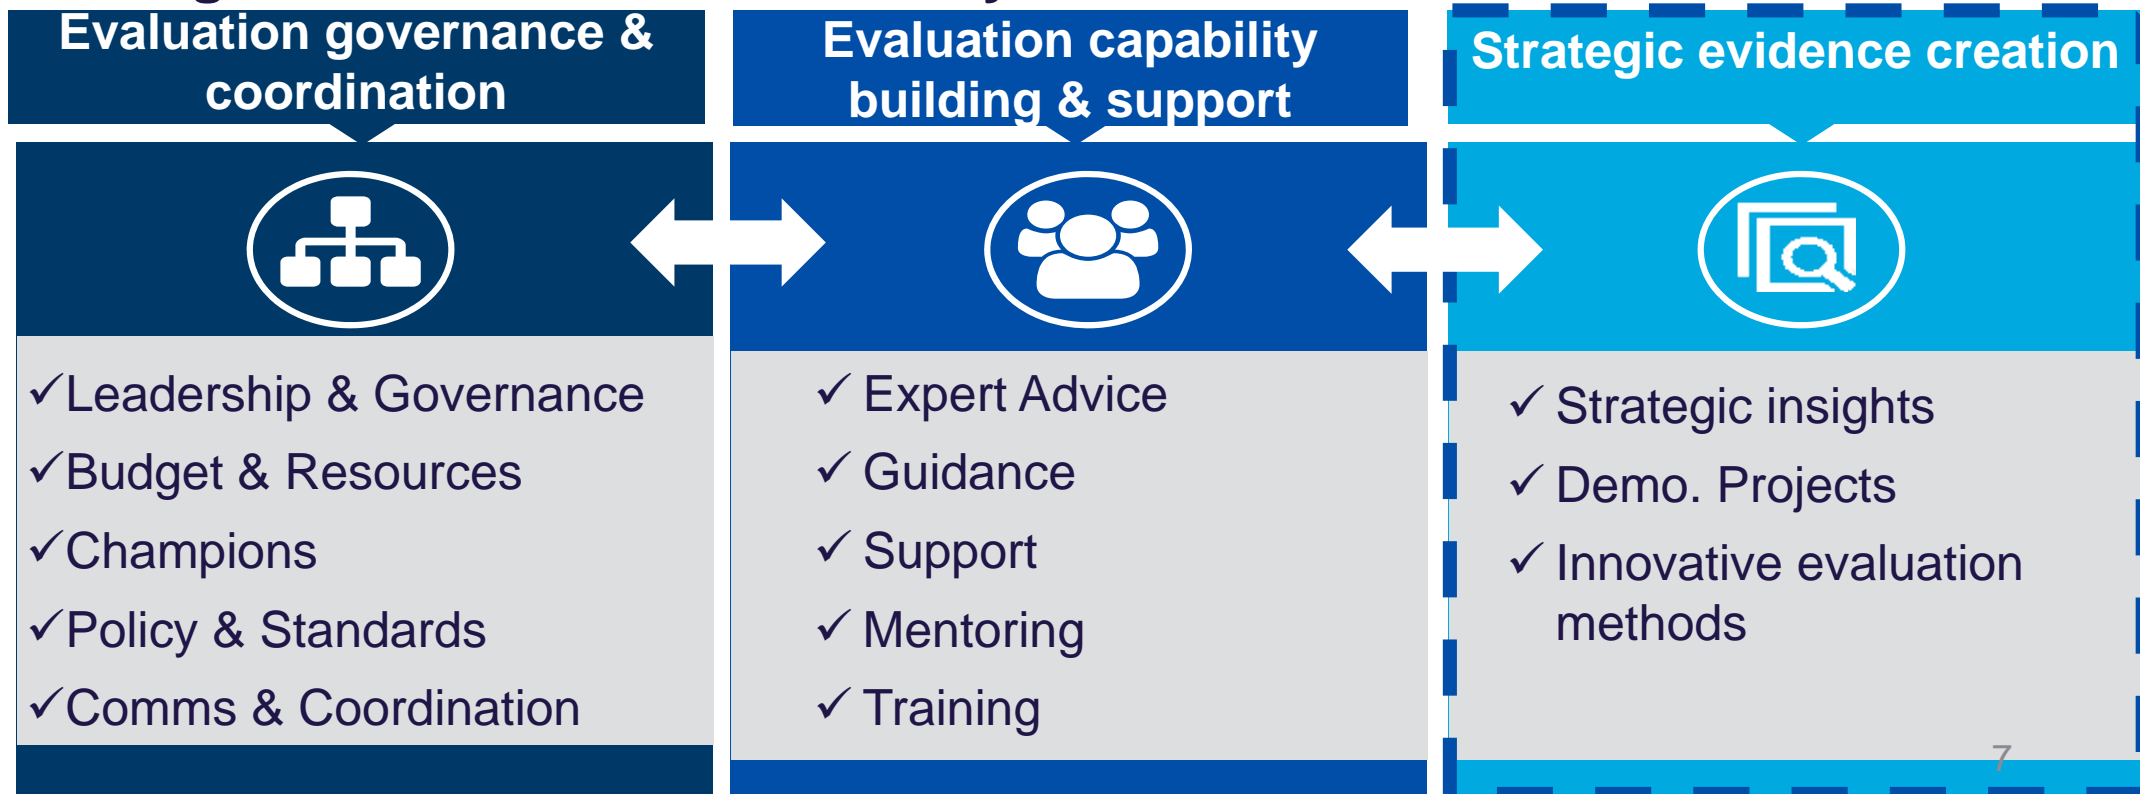 Evaluation governance &
coordination
✓Leadership & Governance
✓Budget & Resources
✓Champions
✓Policy & Standards
✓Comms & Coordination
Evaluation capability
building & support
✓ Expert Advice
✓ Guidance
✓ Support
✓ Mentoring
✓ Training
Strategic evidence creation
✓ Strategic insights
✓ Demo. Projects
✓ Innovative evaluation
methods
7